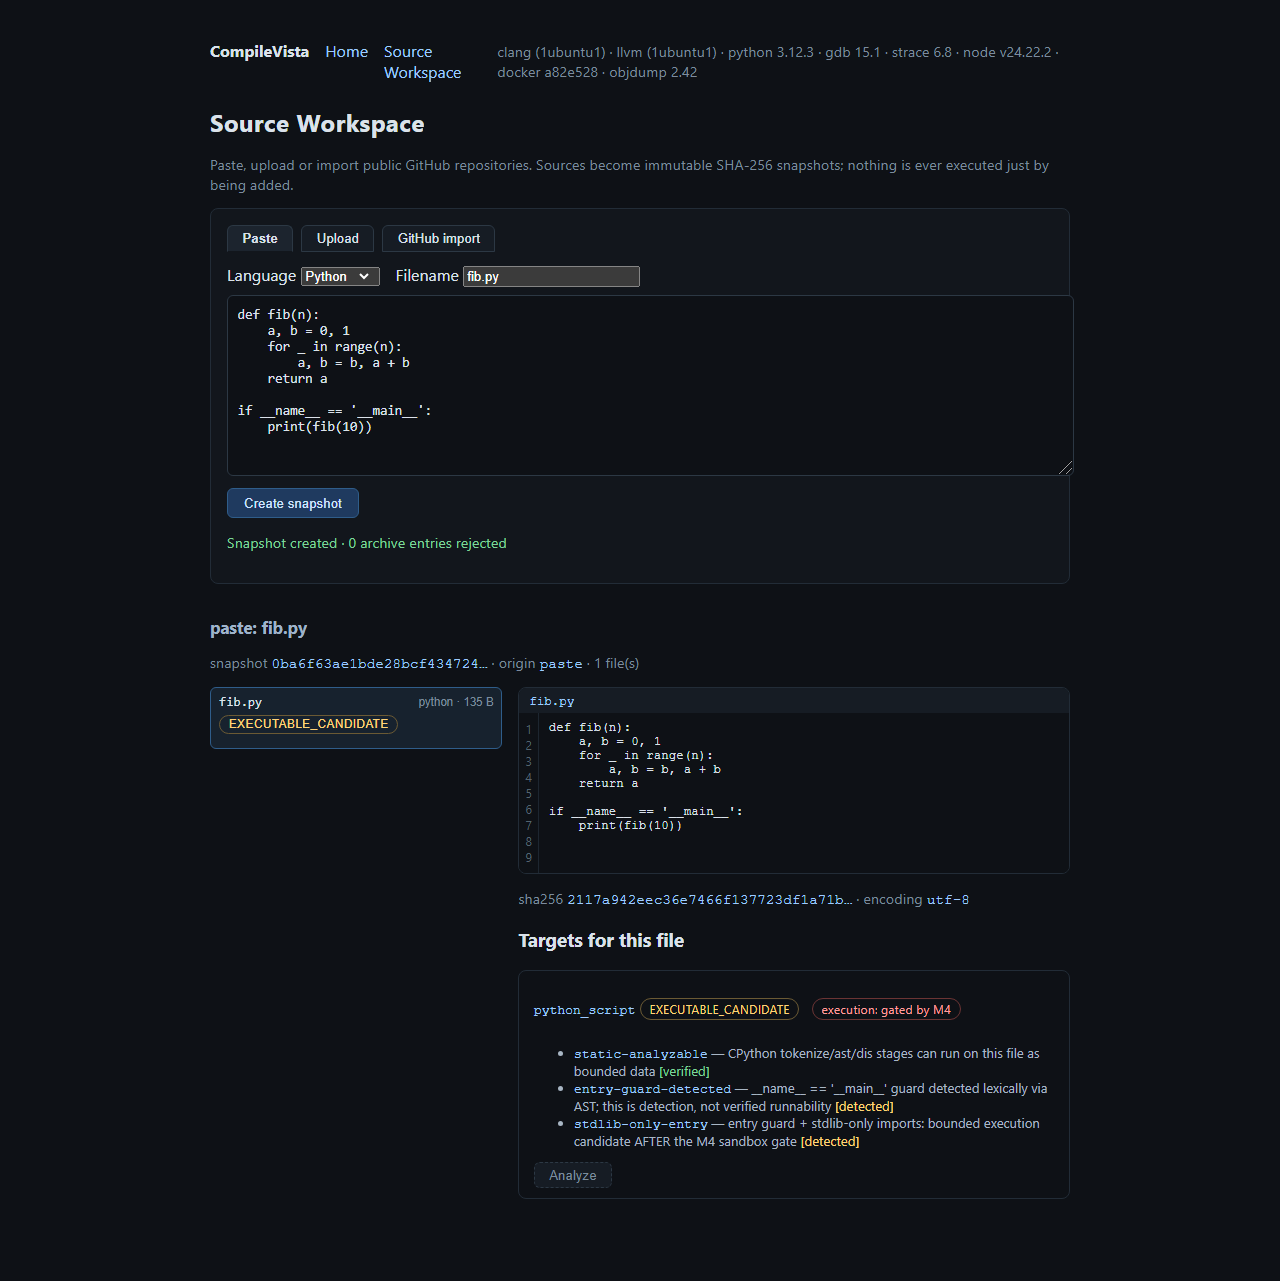 CompileVista Home Source Workspace
clang (1ubuntu1) · llvm (1ubuntu1) · python 3.12.3 · gdb 15.1 · strace 6.8 · node v24.22.2 ·
docker a82e528 · objdump 2.42
Source Workspace
Paste, upload or import public GitHub repositories. Sources become immutable SHA-256 snapshots; nothing is ever executed just by
being added.
Paste Upload GitHub import
Language Python Filename fib.py
def fib(n):
    a, b = 0, 1
    for _ in range(n):
        a, b = b, a + b
    return a
if __name__ == '__main__':
    print(fib(10))
Create snapshot
Snapshot created · 0 archive entries rejected
paste: fib.py
snapshot 0ba6f63ae1bde28bcf434724… · origin paste · 1 file(s)
fib.py python · 135 B
EXECUTABLE_CANDIDATE
fib.py
1 def fib(n):
2     a, b = 0, 1
3     for _ in range(n):
4         a, b = b, a + b
5     return a
6
7 if __name__ == '__main__':
8     print(fib(10))
9
sha256 2117a942eec36e7466f137723df1a71b… · encoding utf-8
Targets for this file
python_script EXECUTABLE_CANDIDATE execution: gated by M4
• static-analyzable — CPython tokenize/ast/dis stages can run on this file as
bounded data [verified]
• entry-guard-detected — __name__ == '__main__' guard detected lexically via
AST; this is detection, not verified runnability [detected]
• stdlib-only-entry — entry guard + stdlib-only imports: bounded execution
candidate AFTER the M4 sandbox gate [detected]
Analyze